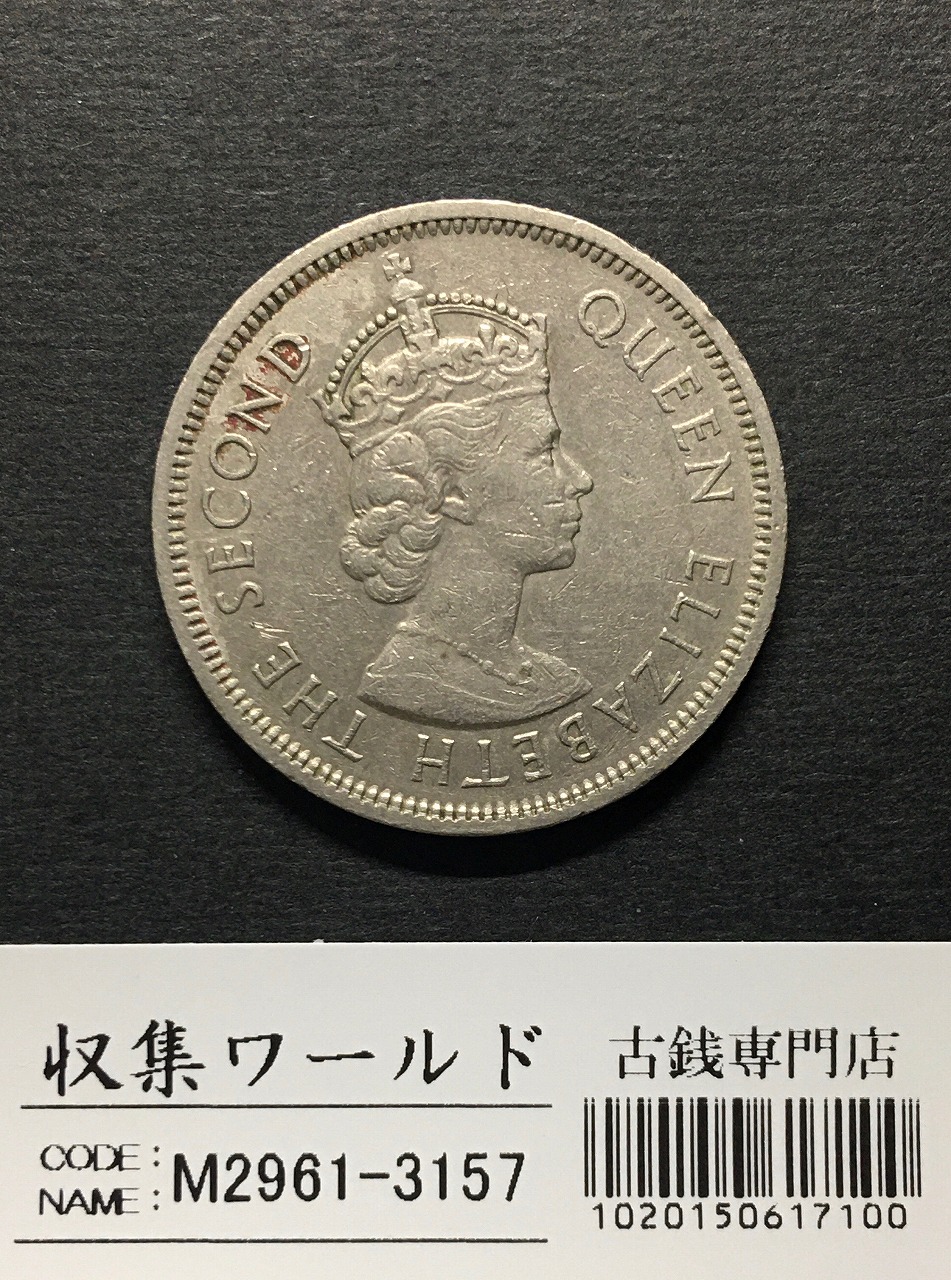 QUEEN ELIZABETH THE SECOND
収集ワールド
古銭専門店
CODE:
NAME:
M2961-3157
1020150617100